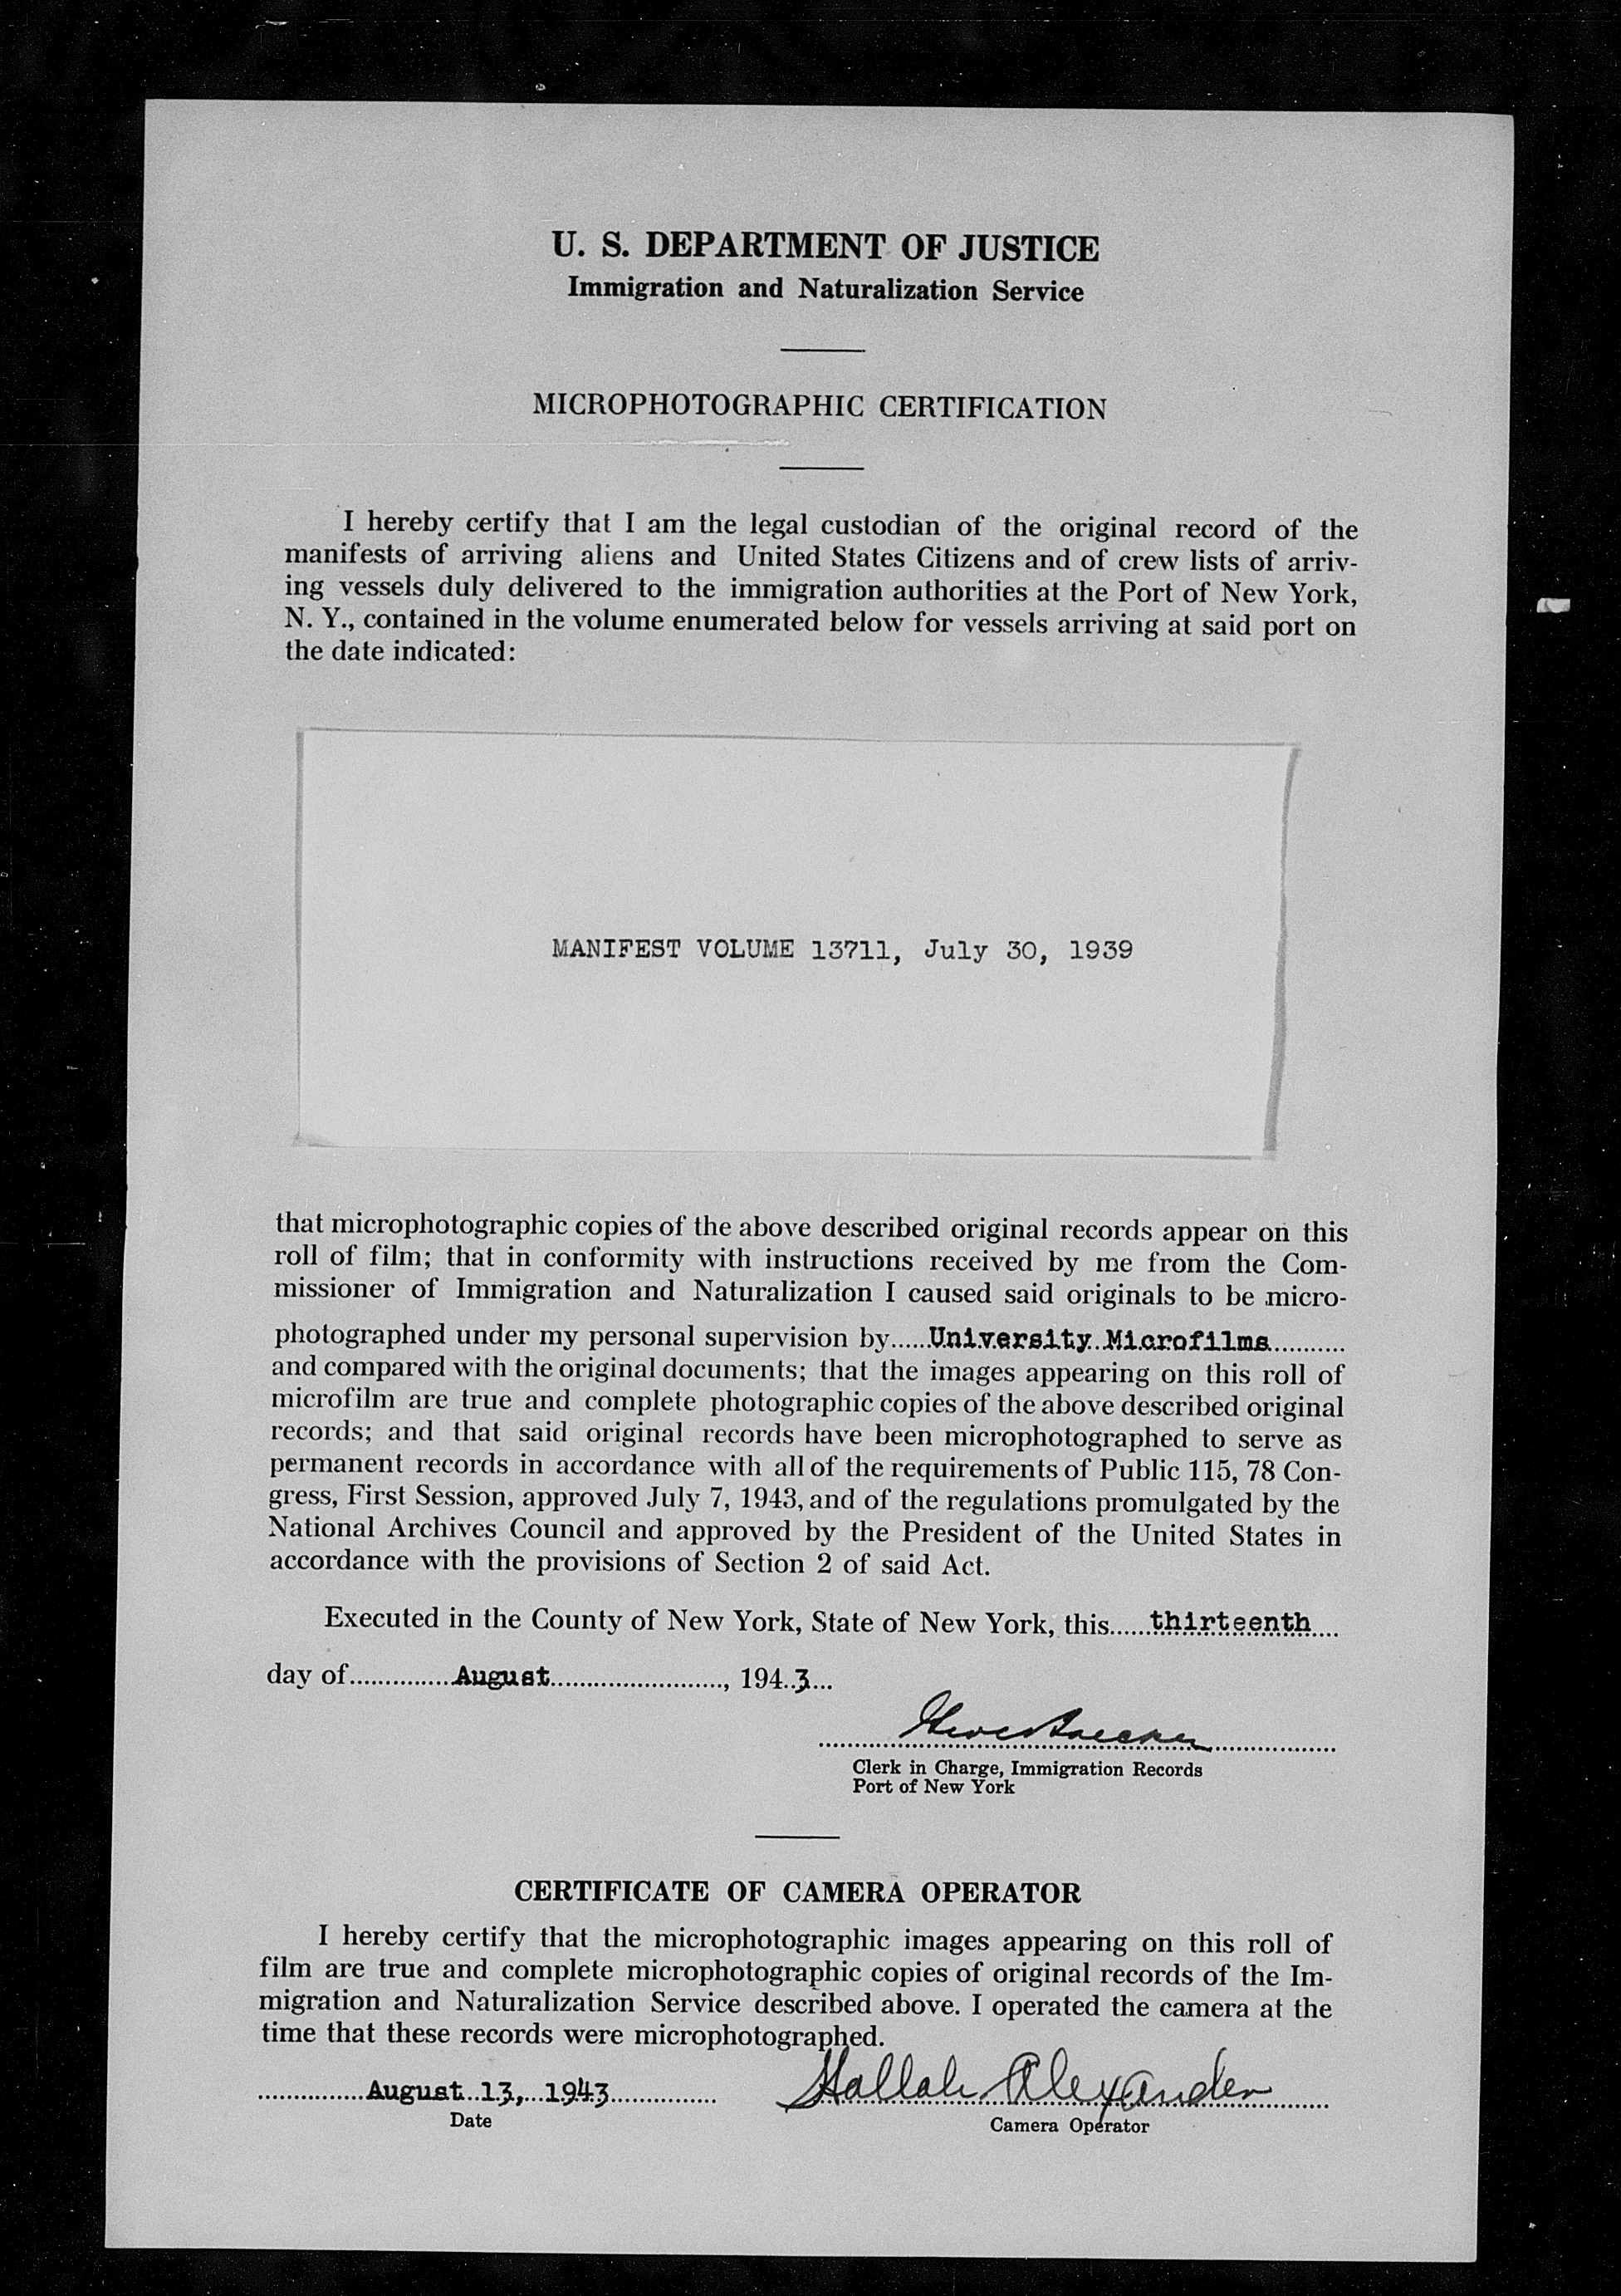 U. S. DEPARTMENT OF JUSTICE
Immigration and Naturalization Service
MICROPHOTOGRAPHIC CERTIFICATION
I hereby certify that I am the legal custodian of the original record of the
manifests of arriving aliens and United States Citizens and of crew lists of arriv-
ing vessels duly delivered to the immigration authorities at the Port of New York,
N. Y., contained in the volume enumerated below for vessels arriving at said port on
the date indicated:
MANIFEST VOLUME 13711, July 30, 1939
that microphotographic copies of the above described original records appear on this
roll of film; that in conformity with instructions received by me from the Com-
missioner of Immigration and Naturalization I caused said originals to be micro-
photographed under my personal supervision by University Microfilms
and compared with the original documents; that the images appearing on this roll of
microfilm are true and complete photographic copies of the above described original
records; and that said original records have been microphotographed to serve as
permanent records in accordance with all of the requirements of Public 115, 78 Con-
gress, First Session, approved July 7, 1943, and of the regulations promulgated by the
National Archives Council and approved by the President of the United States in
accordance with the provisions of Section 2 of said Act.
Executed in the County of New York, State of New York, this thirteenth
day of August, 1943
Clerk in Charge, Immigration Records
Port of New York
CERTIFICATE OF CAMERA OPERATOR
I hereby certify that the microphotographic images appearing on this roll of
film are true and complete microphotographic copies of original records of the Im-
migration and Naturalization Service described above. I operated the camera at the
time that these records were microphotographed.
August 13, 1943 Hallah Alexander
Date
Camera Operator